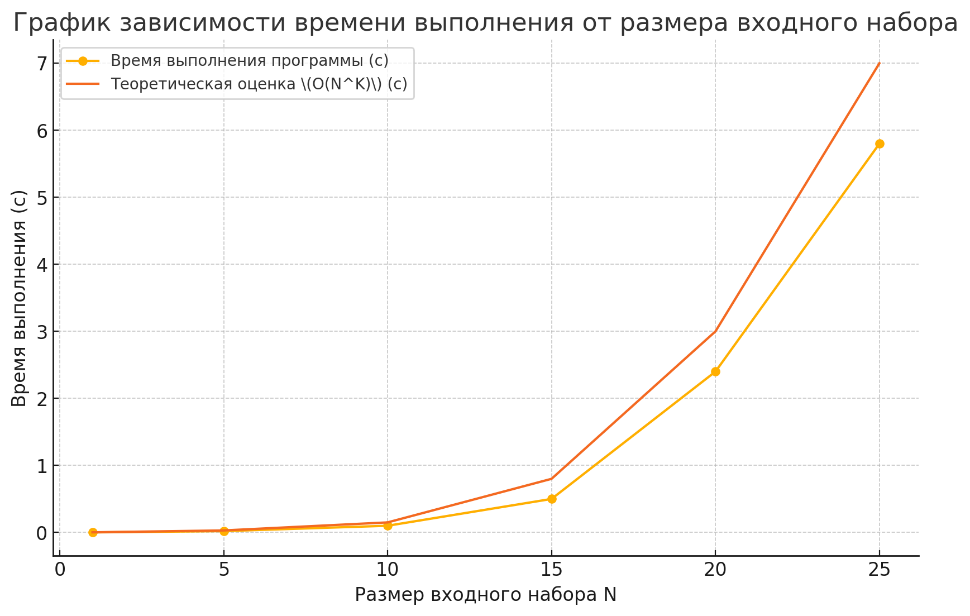 График зависимости времени выполнения от размера входного набора
Время выполнения программы (с)
Теоретическая оценка \(O(N^K)\) (с)
Время выполнения (с)
7
6
5
4
3
2
1
0
0 5 10 15 20 25
Размер входного набора N